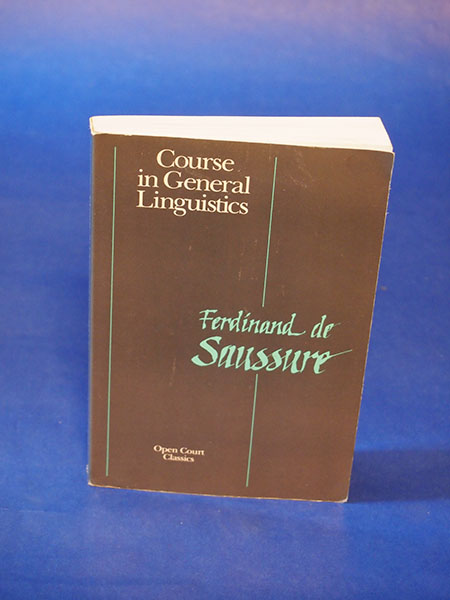 Course
in General
Linguistics
Ferdinand de
Saussure
Open Court
Classics